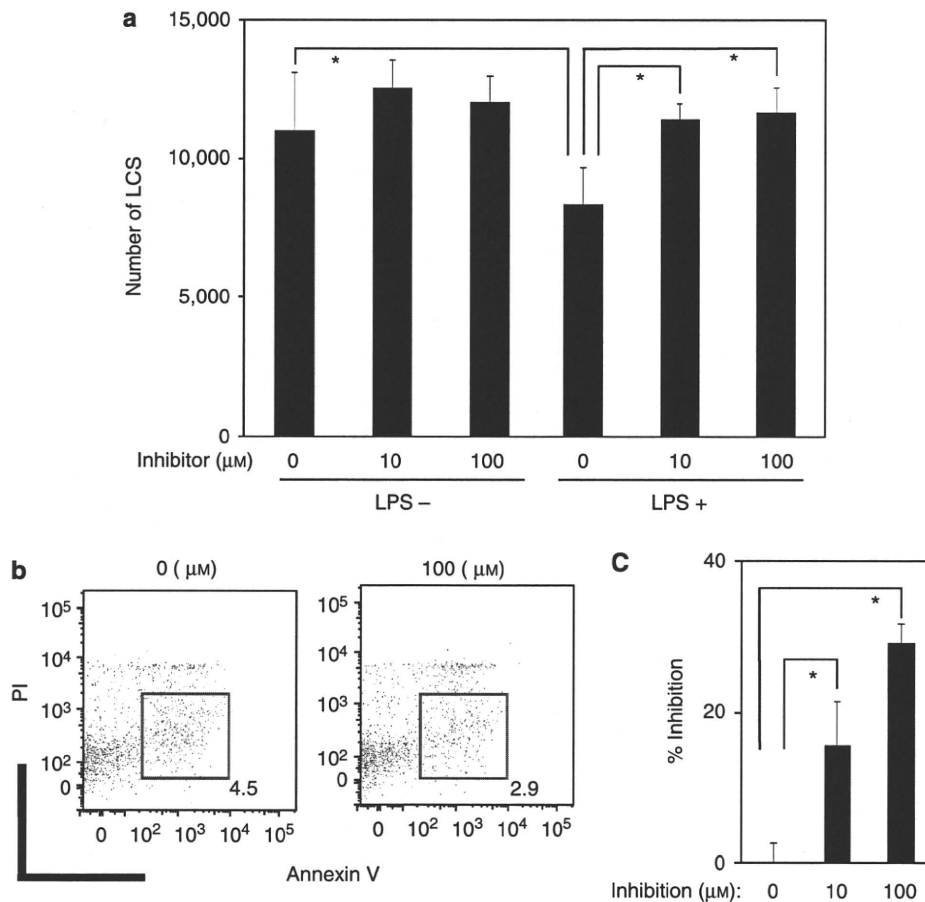 a
15,000
10,000
5,000
0
Number of LCS
* * *
Inhibitor (μM) 0 10 100 0 10 100
LPS – LPS +
b
0 ( μM) 100 (μM)
PI
10⁵ 10⁵
10⁴ 10⁴
10³ 10³
10² 10²
0 0
4.5 2.9
0 10² 10³ 10⁴ 10⁵ 0 10² 10³ 10⁴ 10⁵
Annexin V
C
40
20
0
% Inhibition
*
*
Inhibition (μM): 0 10 100